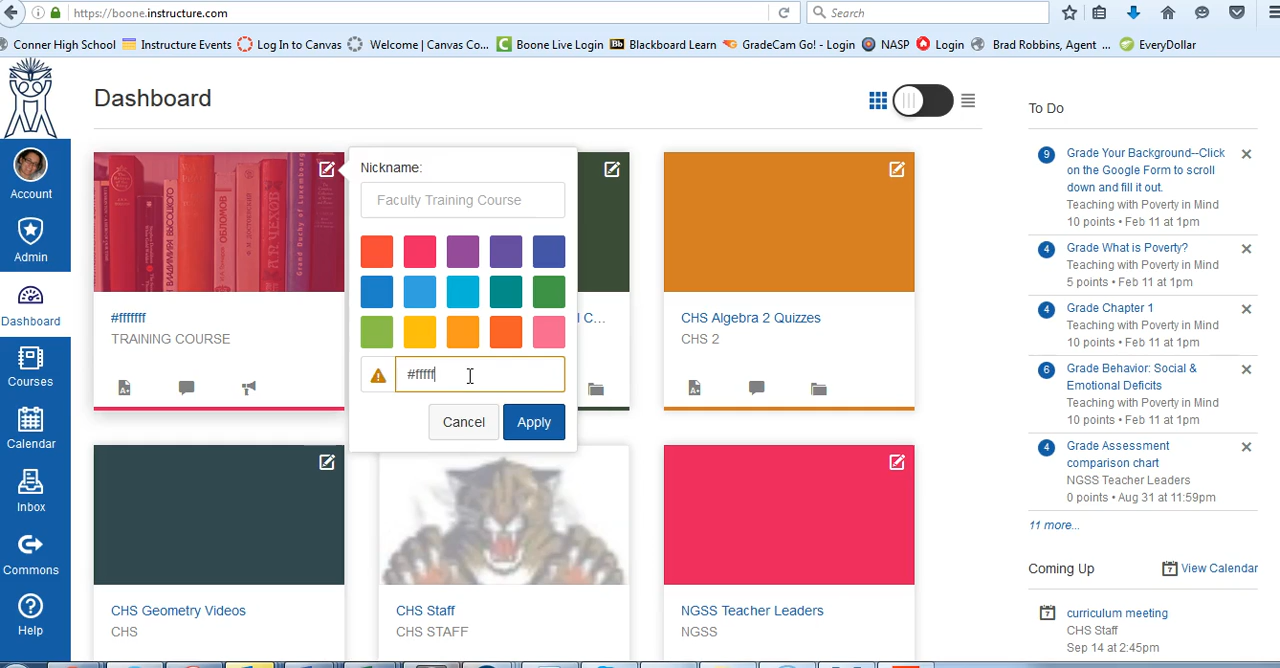 https://boone.instructure.com
Search
Conner High School
Instructure Events
Log In to Canvas
Welcome | Canvas Co...
Boone Live Login
Bb
Blackboard Learn
GradeCam Go! - Login
NASP
Login
Brad Robbins, Agent ...
EveryDollar
Account
Admin
Dashboard
Courses
Calendar
Inbox
Commons
Help
Dashboard
#fffffff
TRAINING COURSE
Nickname:
Faculty Training Course
#fffff
Cancel
Apply
l C...
CHS Algebra 2 Quizzes
CHS 2
CHS Geometry Videos
CHS
CHS Staff
CHS STAFF
NGSS Teacher Leaders
NGSS
To Do
9
Grade Your Background--Click
on the Google Form to scroll
down and fill it out.
Teaching with Poverty in Mind
10 points • Feb 11 at 1pm
4
Grade What is Poverty?
Teaching with Poverty in Mind
5 points • Feb 11 at 1pm
4
Grade Chapter 1
Teaching with Poverty in Mind
10 points • Feb 11 at 1pm
6
Grade Behavior: Social &
Emotional Deficits
Teaching with Poverty in Mind
10 points • Feb 11 at 1pm
4
Grade Assessment
comparison chart
NGSS Teacher Leaders
0 points • Aug 31 at 11:59pm
11 more...
Coming Up
7
View Calendar
7
curriculum meeting
CHS Staff
Sep 14 at 2:45pm